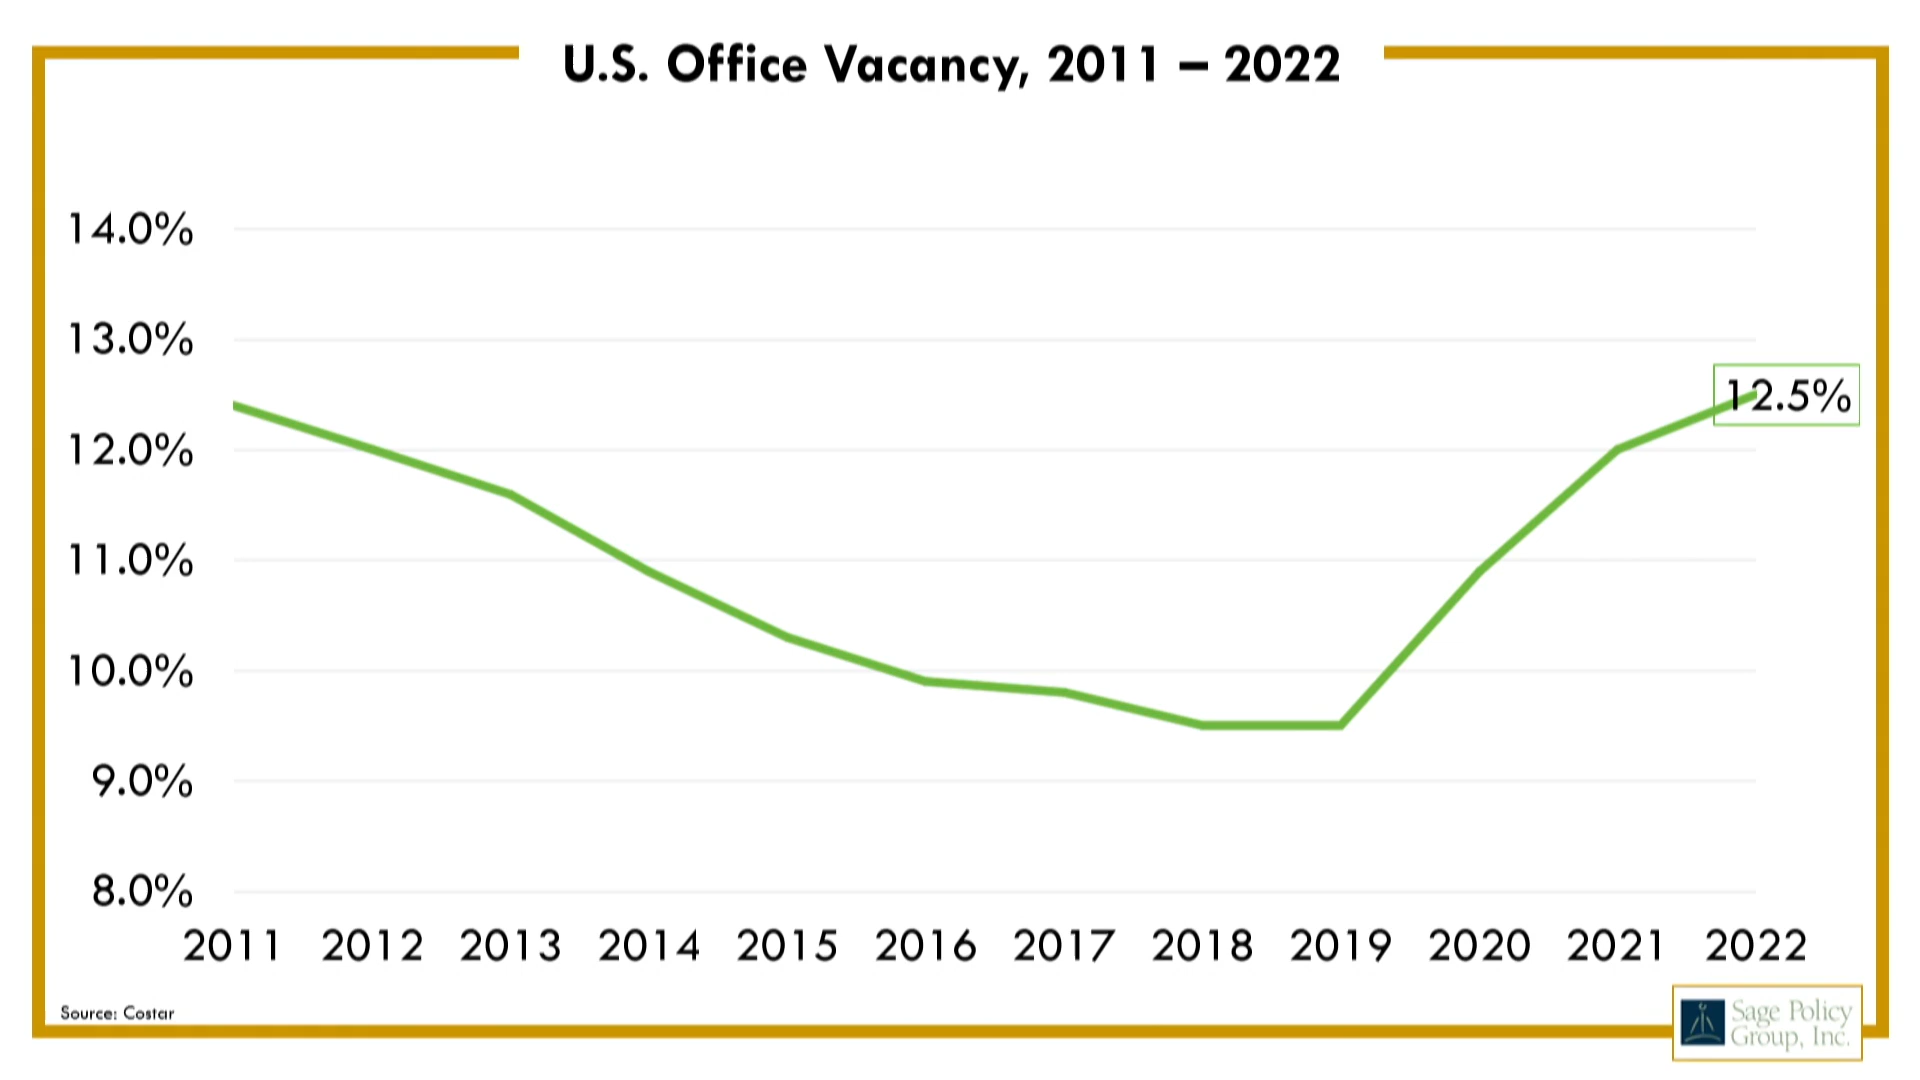 U.S. Office Vacancy, 2011 – 2022
14.0%
13.0%
12.5%
12.0%
11.0%
10.0%
9.0%
8.0%
2011 2012 2013 2014 2015 2016 2017 2018 2019 2020 2021 2022
Source: Costar
Sage Policy
Group, Inc.